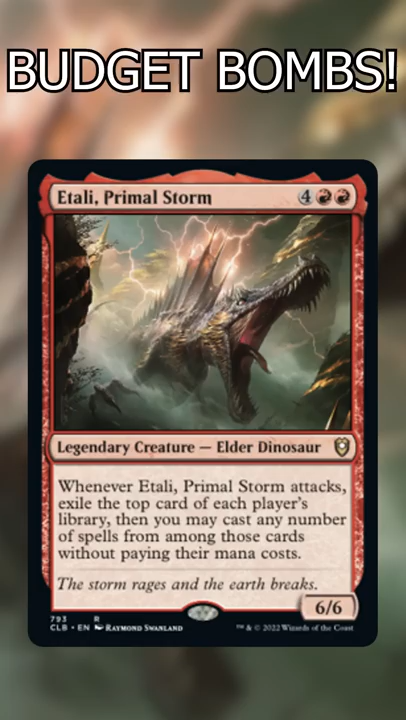 BUDGET BOMBS!
Etali, Primal Storm 4
Legendary Creature — Elder Dinosaur
Whenever Etali, Primal Storm attacks,
exile the top card of each player's
library, then you may cast any number
of spells from among those cards
without paying their mana costs.
The storm rages and the earth breaks.
6/6
793 R
CLB • EN RAYMOND SWANLAND ™ & © 2022 Wizards of the Coast